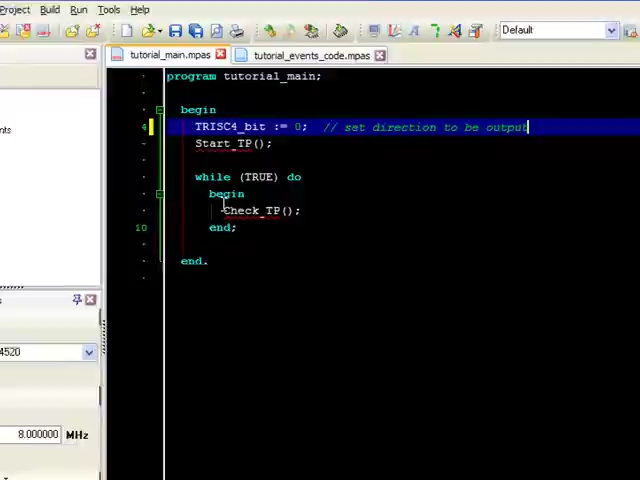 Project Build Run Tools Help
Default
tutorial_main.mpas tutorial_events_code.mpas
program tutorial_main;
begin
4 TRISC4_bit := 0; // set direction to be output
Start_TP();
while (TRUE) do
begin
Check_TP();
10 end;
end.
4520
8.000000 MHz